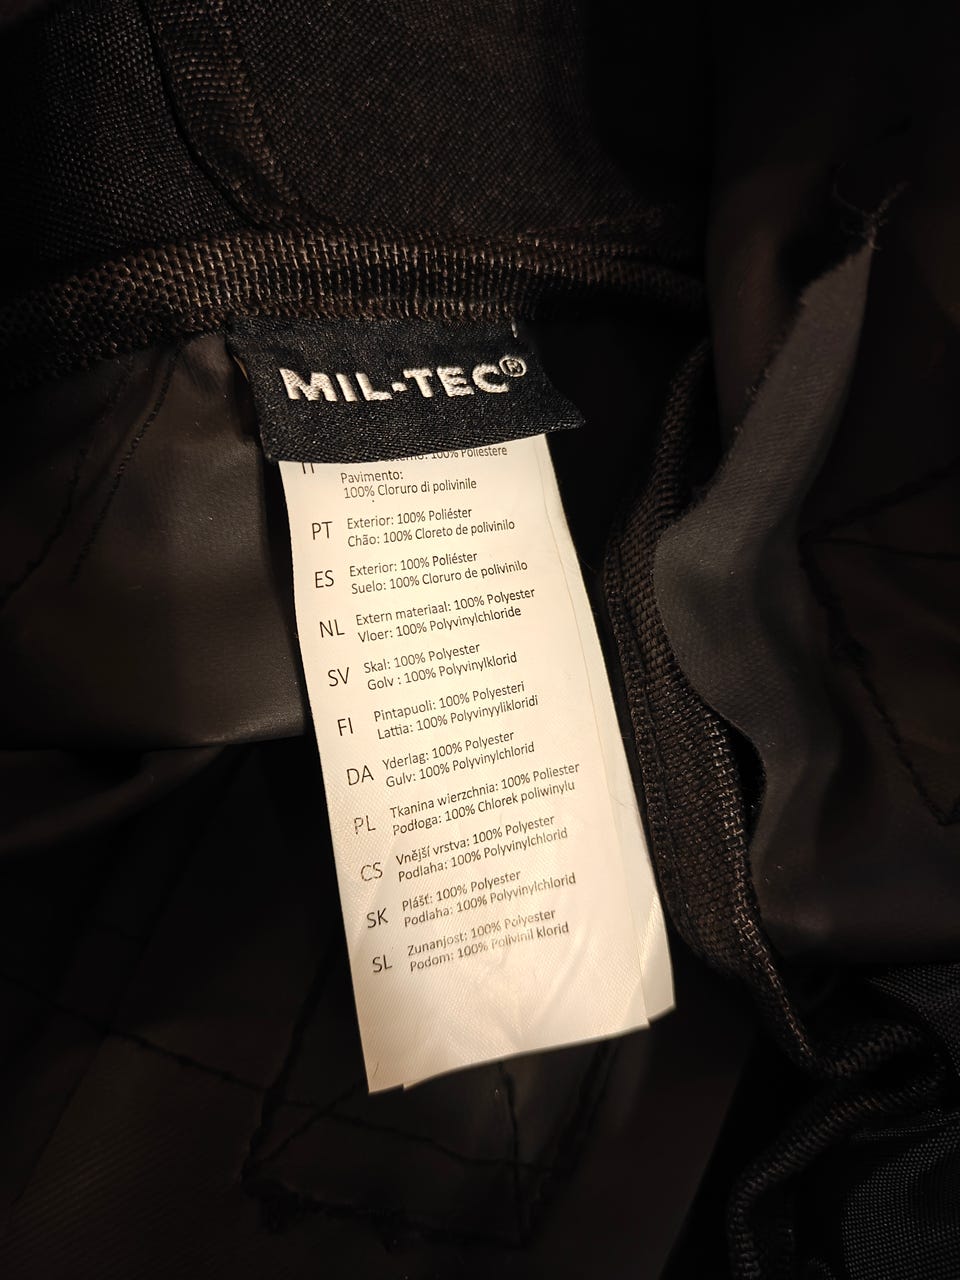 MIL-TEC®
IT 100% Poliestere
Pavimento:
100% Cloruro di polivinile
PT Exterior: 100% Poliéster
Chão: 100% Cloreto de polivinilo
ES Exterior: 100% Poliéster
Suelo: 100% Cloruro de polivinilo
NL Extern materiaal: 100% Polyester
Vloer: 100% Polyvinylchloride
SV Skal: 100% Polyester
Golv : 100% Polyvinylklorid
FI Pintapuoli: 100% Polyesteri
Lattia: 100% Polyvinyylikloridi
DA Yderlag: 100% Polyester
Gulv: 100% Polyvinylchlorid
PL Tkanina wierzchnia: 100% Poliester
Podłoga: 100% Chlorek poliwinylu
CS Vnější vrstva: 100% Polyester
Podlaha: 100% Polyvinylchlorid
SK Plášť: 100% Polyester
Podlaha: 100% Polyvinylchlorid
SL Zunanjost: 100% Polyester
Podom: 100% Polivinil klorid